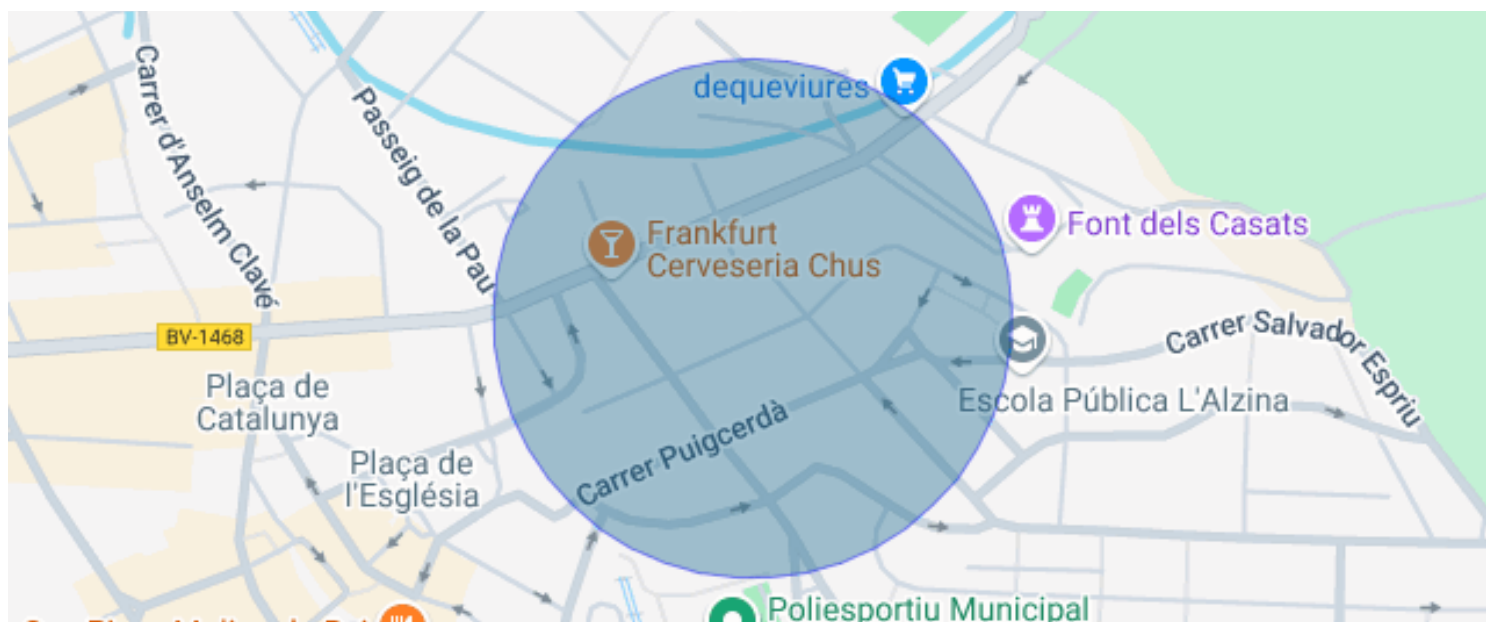 Carrer d'Anselm Clavé
Passeig de la Pau
dequeviures
Frankfurt
Cerveseria Chus
Font dels Casats
BV-1468
Carrer Salvador Espriu
Plaça de
Catalunya
Escola Pública L'Alzina
Carrer Puigcerdà
Plaça de
l'Església
Poliesportiu Municipal